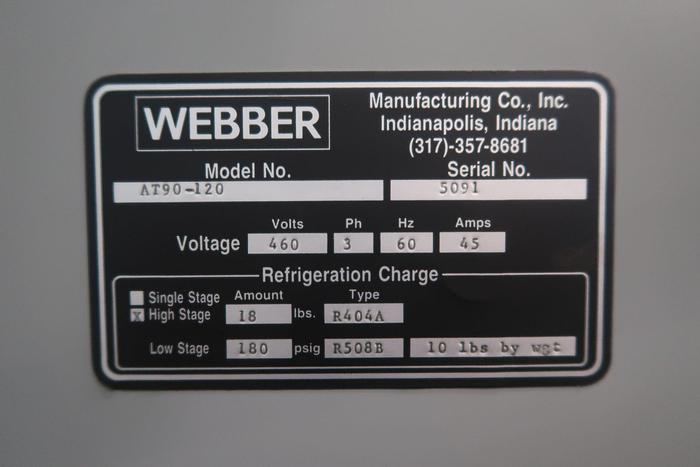 WEBBER
Manufacturing Co., Inc.
Indianapolis, Indiana
(317)-357-8681
Model No. Serial No.
AT90-120 5091
Volts Ph Hz Amps
Voltage 460 3 60 45
Refrigeration Charge
Single Stage Amount Type
x High Stage 18 lbs. R404A
Low Stage 180 psig R508B 10 lbs by wgt